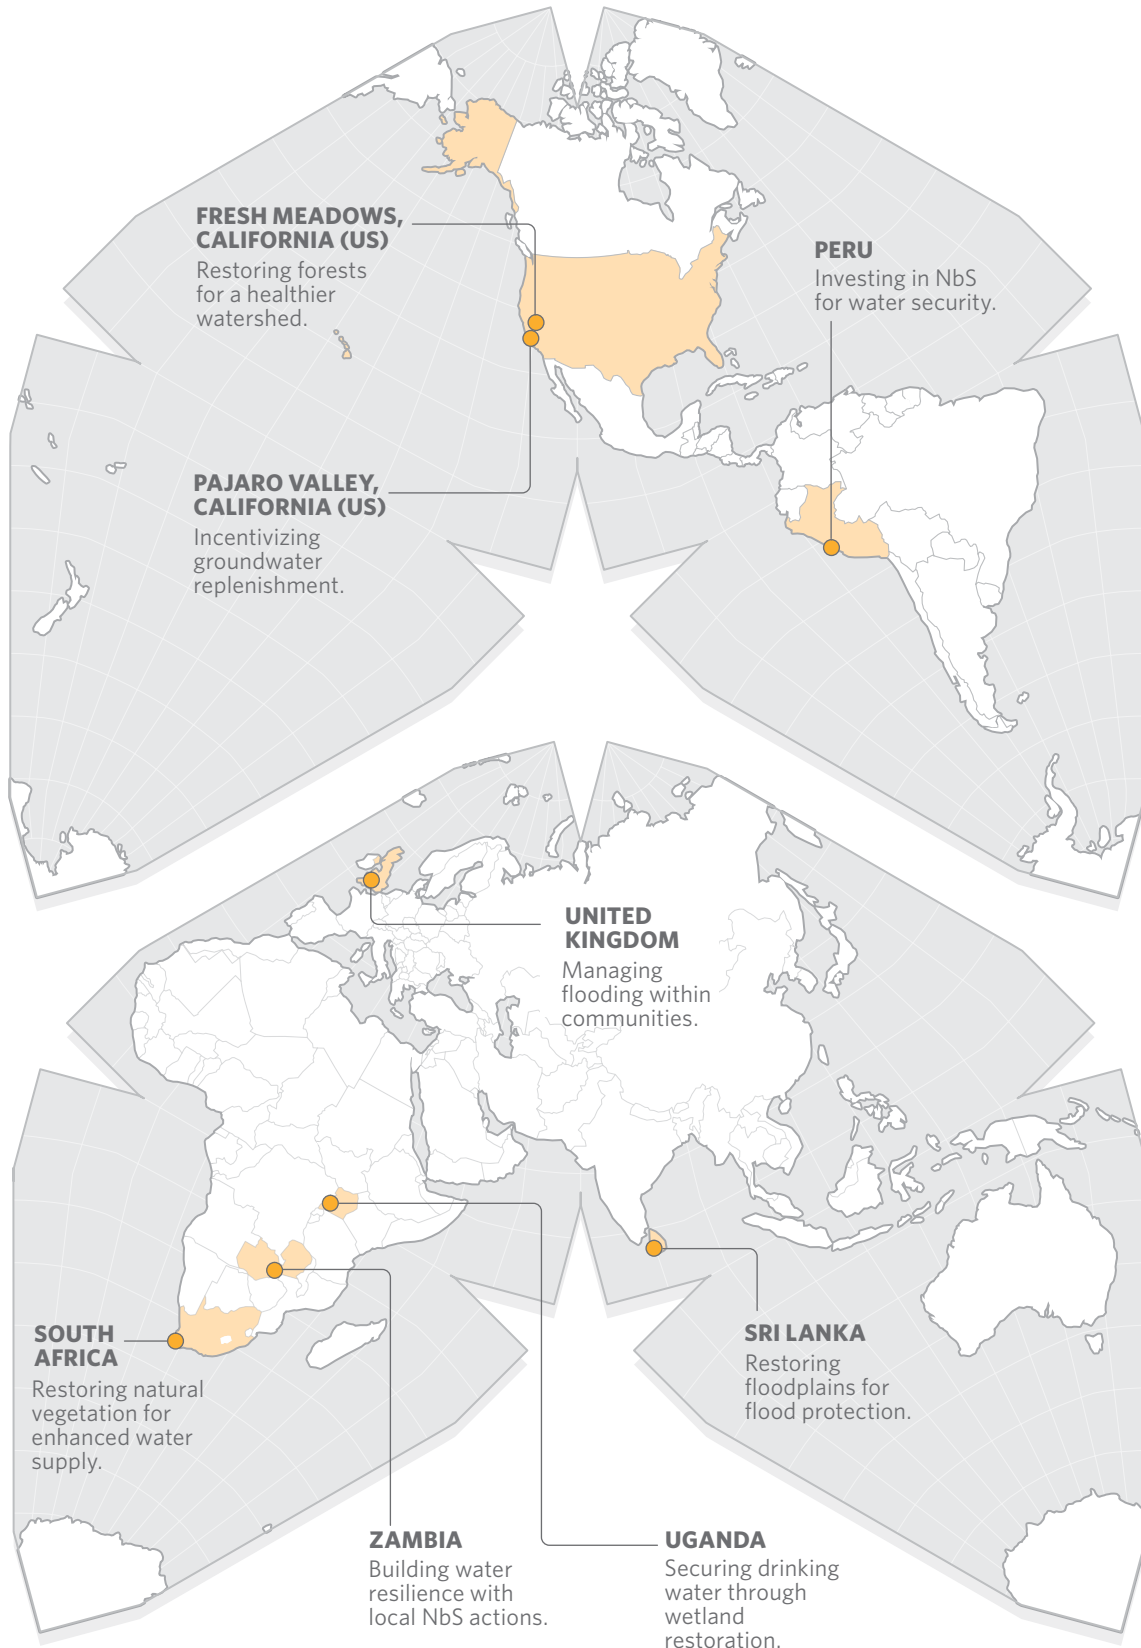 FRESH MEADOWS,
CALIFORNIA (US)
Restoring forests
for a healthier
watershed.
PERU
Investing in NbS
for water security.
PAJARO VALLEY,
CALIFORNIA (US)
Incentivizing
groundwater
replenishment.
UNITED
KINGDOM
Managing
flooding within
communities.
SOUTH
AFRICA
Restoring natural
vegetation for
enhanced water
supply.
SRI LANKA
Restoring
floodplains for
flood protection.
ZAMBIA
Building water
resilience with
local NbS actions.
UGANDA
Securing drinking
water through
wetland
restoration.